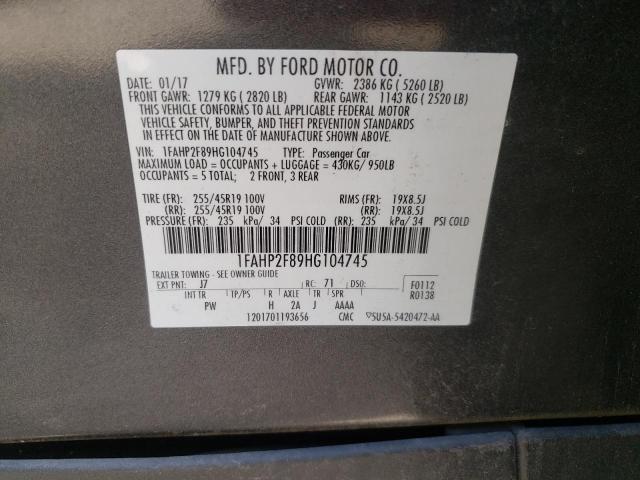 MFD. BY FORD MOTOR CO.
DATE: 01/17 GVWR: 2386 KG ( 5260 LB)
FRONT GAWR: 1279 KG ( 2820 LB) REAR GAWR: 1143 KG ( 2520 LB)
THIS VEHICLE CONFORMS TO ALL APPLICABLE FEDERAL MOTOR
VEHICLE SAFETY, BUMPER, AND THEFT PREVENTION STANDARDS
IN EFFECT ON THE DATE OF MANUFACTURE SHOWN ABOVE.
VIN: 1FAHP2F89HG104745 TYPE: Passenger Car
MAXIMUM LOAD = OCCUPANTS + LUGGAGE = 430KG/ 950LB
OCCUPANTS = 5 TOTAL; 2 FRONT, 3 REAR
TIRE (FR): 255/45R19 100V RIMS (FR): 19X8.5J
(RR): 255/45R19 100V (RR): 19X8.5J
PRESSURE (FR): 235 kPa/ 34 PSI COLD (RR): 235 kPa/ 34 PSI COLD
1FAHP2F89HG104745
TRAILER TOWING - SEE OWNER GUIDE
EXT PNT: J7 RC: 71 DSO: F0112
INT TR TP/PS R AXLE TR SPR R0138
PW H 2A J AAAA
1201701193656 CMC 5U5A-5420472-AA